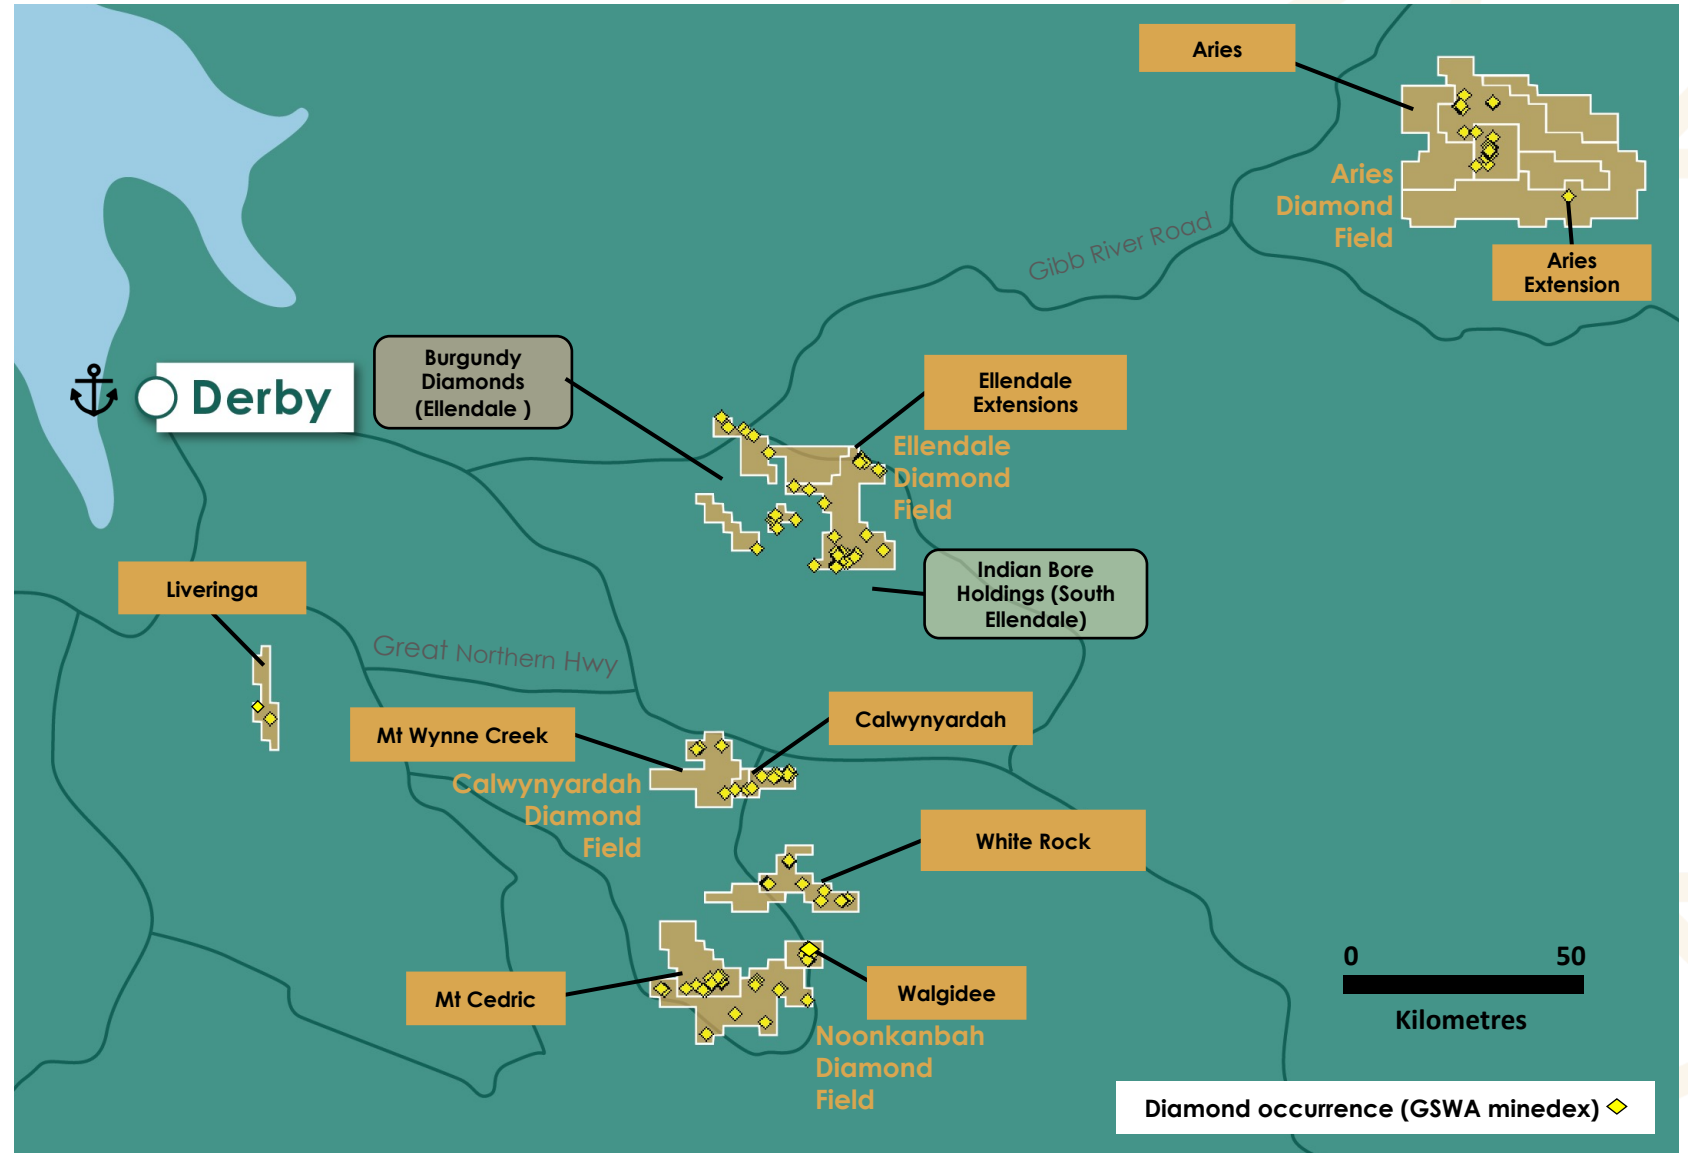 Aries
Aries
Diamond
Field
Aries
Extension
Gibb River Road
Burgundy
Diamonds
(Ellendale )
Derby
Ellendale
Extensions
Ellendale
Diamond
Field
Indian Bore
Holdings (South
Ellendale)
Liveringa
Great Northern Hwy
Calwynyardah
Mt Wynne Creek
Calwynyardah
Diamond
Field
White Rock
Mt Cedric
Walgidee
Noonkanbah
Diamond
Field
0 50
Kilometres
Diamond occurrence (GSWA minedex)